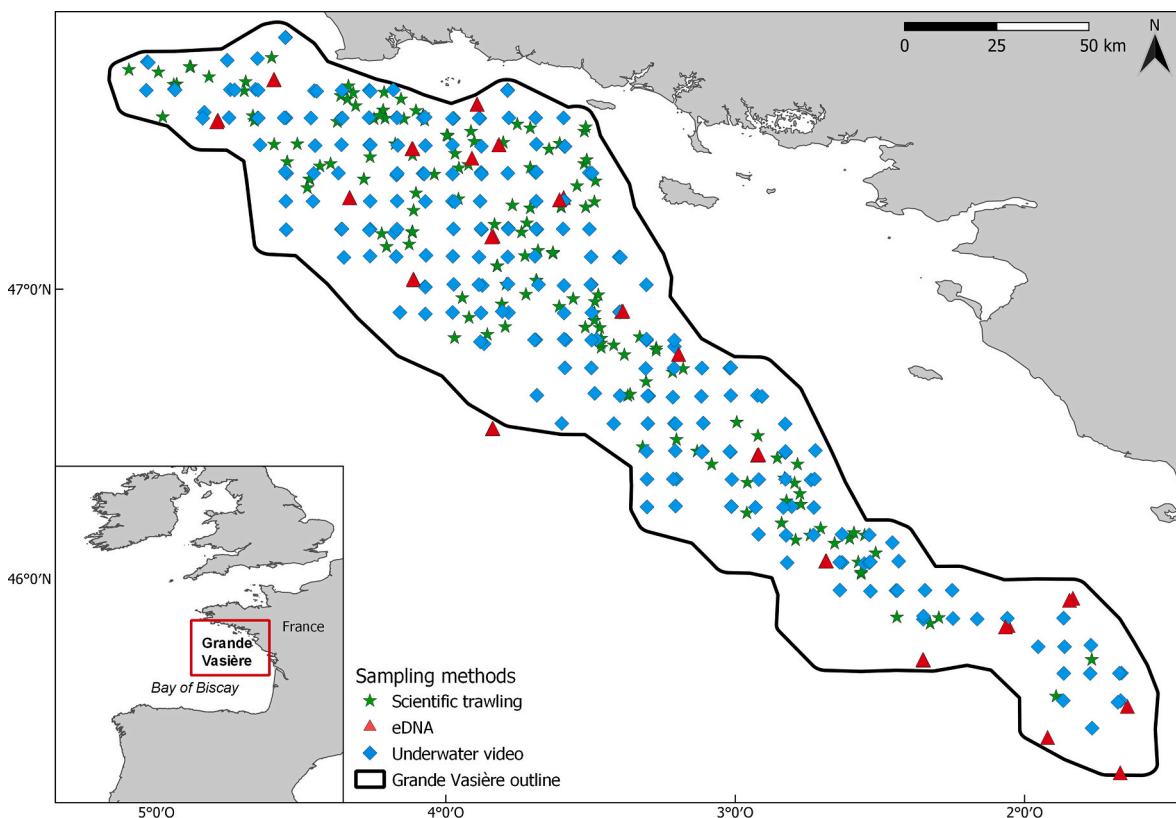 N
0 25 50 km
47°0′N
46°0′N
France
Grande
Vasière
Bay of Biscay
Sampling methods
Scientific trawling
eDNA
Underwater video
Grande Vasière outline
5°0′O 4°0′O 3°0′O 2°0′O